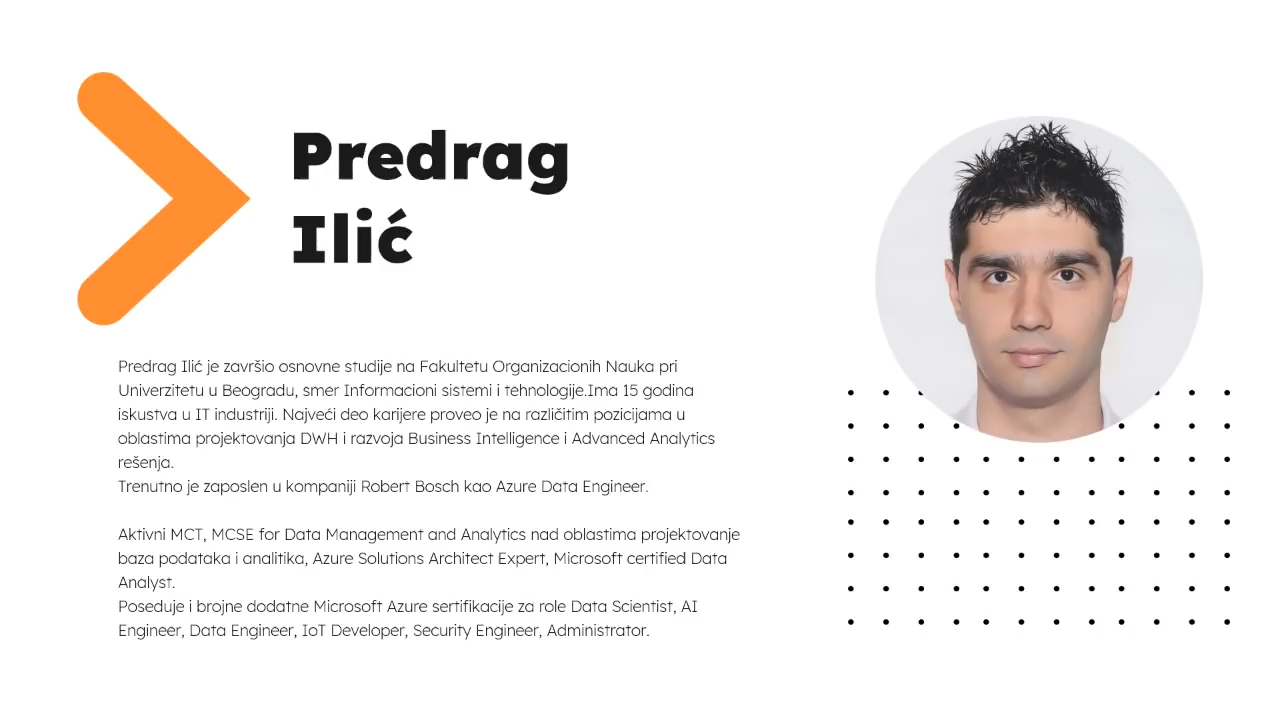 Predrag
Ilić
Predrag Ilić je završio osnovne studije na Fakultetu Organizacionih Nauka pri
Univerzitetu u Beogradu, smer Informacioni sistemi i tehnologije.Ima 15 godina
iskustva u IT industriji. Najveći deo karijere proveo je na različitim pozicijama u
oblastima projektovanja DWH i razvoja Business Intelligence i Advanced Analytics
rešenja.
Trenutno je zaposlen u kompaniji Robert Bosch kao Azure Data Engineer.
Aktivni MCT, MCSE for Data Management and Analytics nad oblastima projektovanje
baza podataka i analitika, Azure Solutions Architect Expert, Microsoft certified Data
Analyst.
Poseduje i brojne dodatne Microsoft Azure sertifikacije za role Data Scientist, AI
Engineer, Data Engineer, IoT Developer, Security Engineer, Administrator.